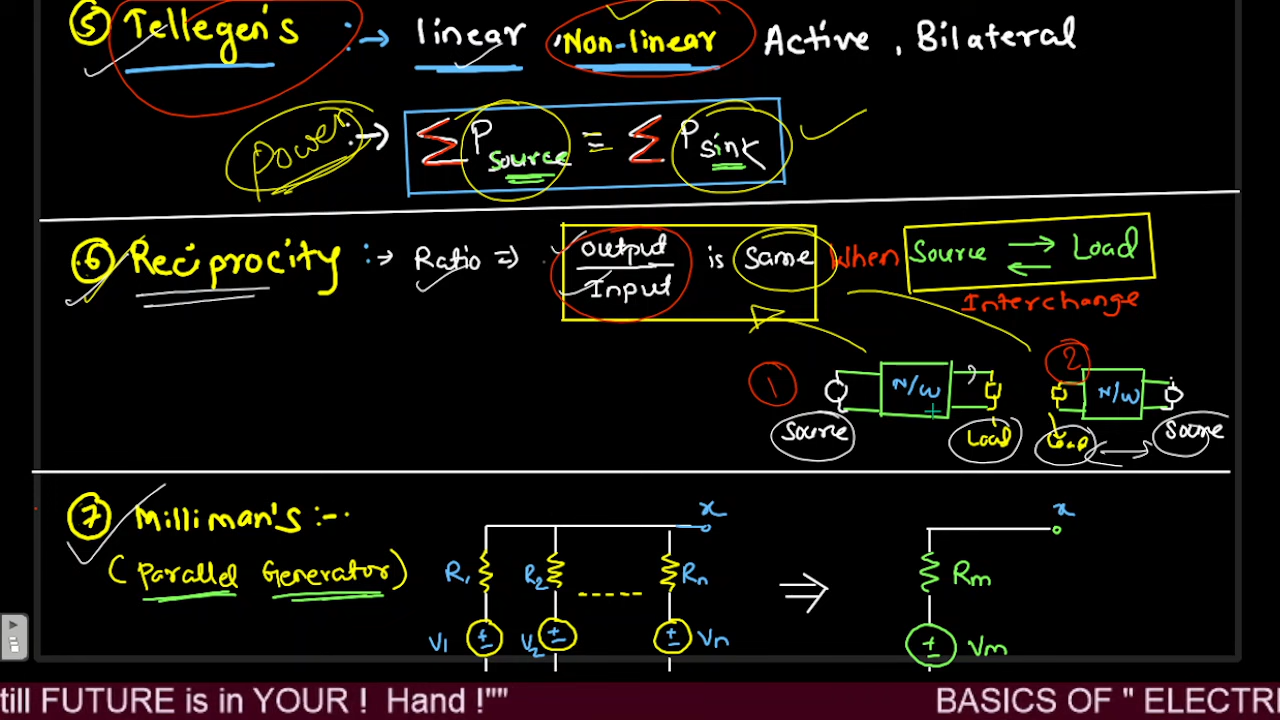 ⑤ Tellegen's :→ linear, Non-linear Active, Bilateral
Power :→ Σ P source = Σ P sink
⑥ Reciprocity :→ Ratio ⇒ output / Input is Same When Source ⇄ Load
Interchange
① N/W ② N/W
Source Load Load ↔ Source
⑦ Milliman's :-
(Parallel Generator)
x x
R1 R2 ----- Rn ⇒ Rm
V1 V2 Vn Vm
till FUTURE is in YOUR ! Hand !"" BASICS OF " ELECTRI